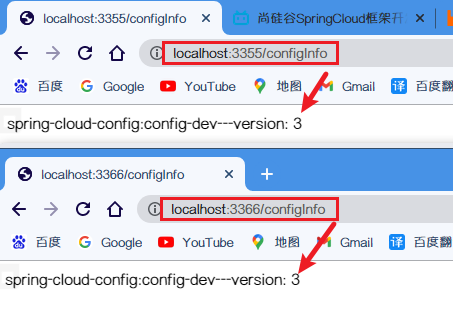 localhost:3355/configInfo × 尚硅谷SpringCloud框架开 ×
localhost:3355/configInfo
百度 Google YouTube 地图 Gmail 译 百度翻
spring-cloud-config:config-dev---version: 3
localhost:3366/configInfo × +
localhost:3366/configInfo
百度 Google YouTube 地图 Gmail 译 百度翻
spring-cloud-config:config-dev---version: 3